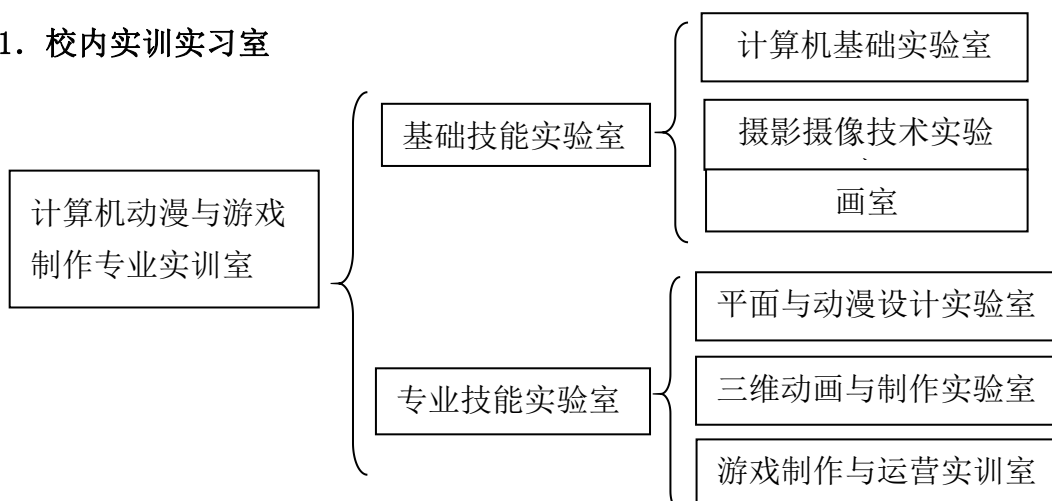 1．校内实训实习室
计算机基础实验室
基础技能实验室
摄影摄像技术实验
画室
计算机动漫与游戏
制作专业实训室
平面与动漫设计实验室
专业技能实验室
三维动画与制作实验室
游戏制作与运营实训室